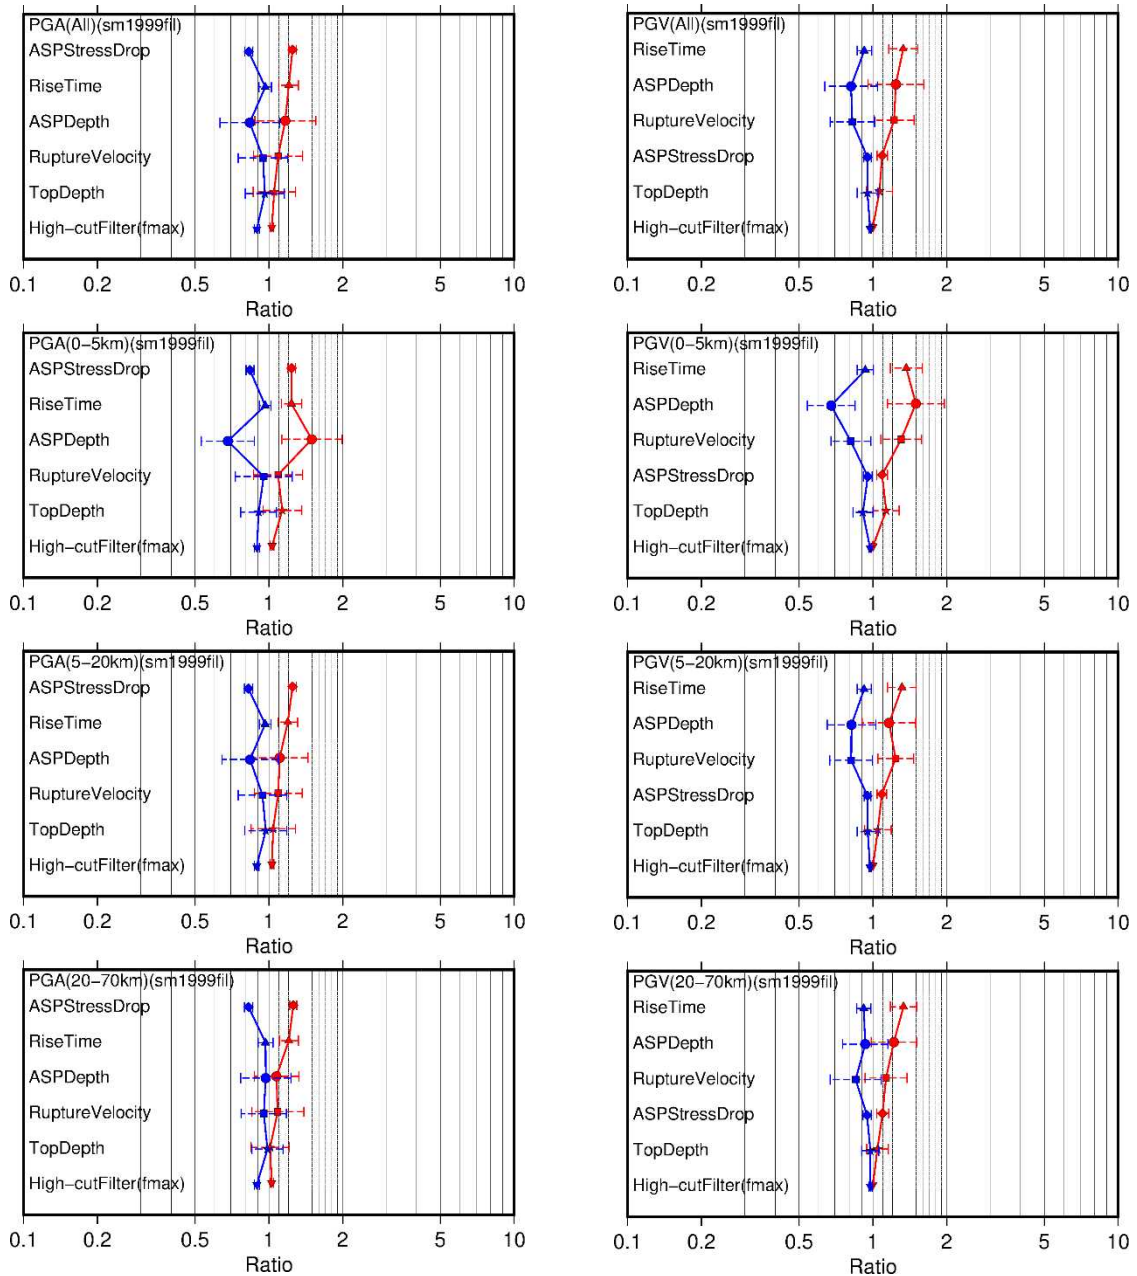 PGA(All)(sm1999fil)
ASPStressDrop
RiseTime
ASPDepth
RuptureVelocity
TopDepth
High-cutFilter(fmax)
0.1 0.2 0.5 1 2 5 10
Ratio
PGV(All)(sm1999fil)
RiseTime
ASPDepth
RuptureVelocity
ASPStressDrop
TopDepth
High-cutFilter(fmax)
0.1 0.2 0.5 1 2 5 10
Ratio
PGA(0-5km)(sm1999fil)
ASPStressDrop
RiseTime
ASPDepth
RuptureVelocity
TopDepth
High-cutFilter(fmax)
0.1 0.2 0.5 1 2 5 10
Ratio
PGV(0-5km)(sm1999fil)
RiseTime
ASPDepth
RuptureVelocity
ASPStressDrop
TopDepth
High-cutFilter(fmax)
0.1 0.2 0.5 1 2 5 10
Ratio
PGA(5-20km)(sm1999fil)
ASPStressDrop
RiseTime
ASPDepth
RuptureVelocity
TopDepth
High-cutFilter(fmax)
0.1 0.2 0.5 1 2 5 10
Ratio
PGV(5-20km)(sm1999fil)
RiseTime
ASPDepth
RuptureVelocity
ASPStressDrop
TopDepth
High-cutFilter(fmax)
0.1 0.2 0.5 1 2 5 10
Ratio
PGA(20-70km)(sm1999fil)
ASPStressDrop
RiseTime
ASPDepth
RuptureVelocity
TopDepth
High-cutFilter(fmax)
0.1 0.2 0.5 1 2 5 10
Ratio
PGV(20-70km)(sm1999fil)
RiseTime
ASPDepth
RuptureVelocity
ASPStressDrop
TopDepth
High-cutFilter(fmax)
0.1 0.2 0.5 1 2 5 10
Ratio